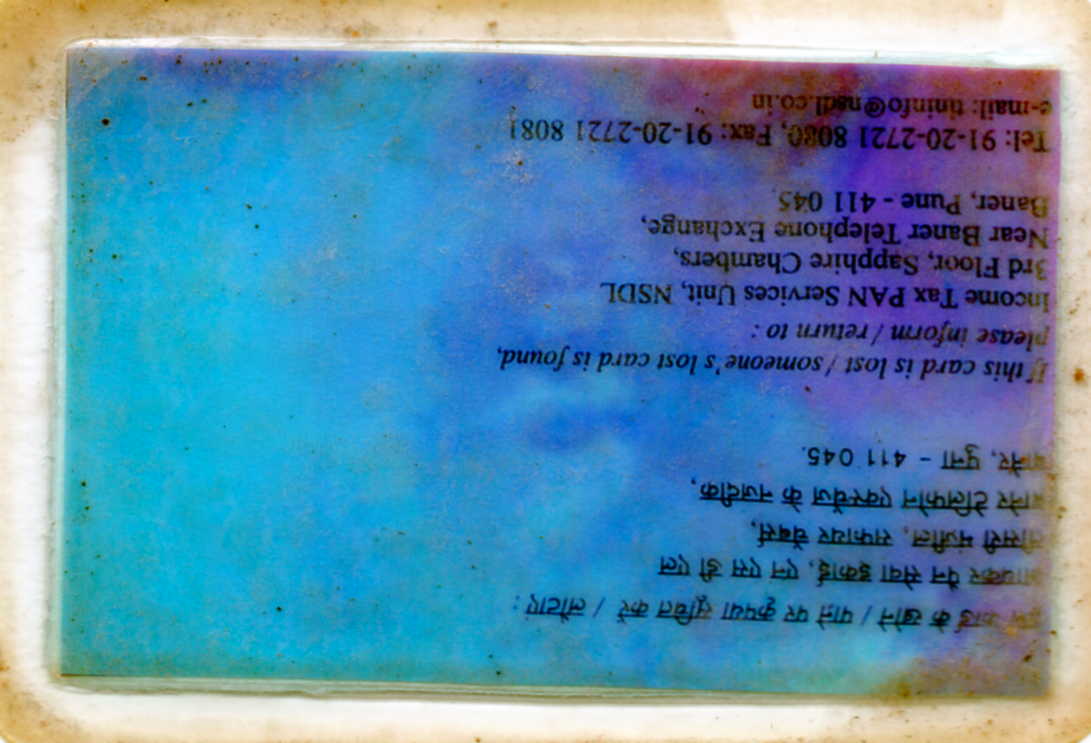 इस कार्ड के खोने / पाने पर कृपया सूचित करें / लौटाएं :
आयकर पैन सेवा इकाई, एन एस डी एल
तीसरी मंजील, सफायर चेंबर्स,
बानेर टेलिफोन एक्स्चेंज के नजदीक,
बानेर, पुना - 411 045.
If this card is lost / someone's lost card is found,
please inform / return to :
Income Tax PAN Services Unit, NSDL
3rd Floor, Sapphire Chambers,
Near Baner Telephone Exchange,
Baner, Pune - 411 045
Tel: 91-20-2721 8080, Fax: 91-20-2721 8081
e-mail: tininfo@nsdl.co.in